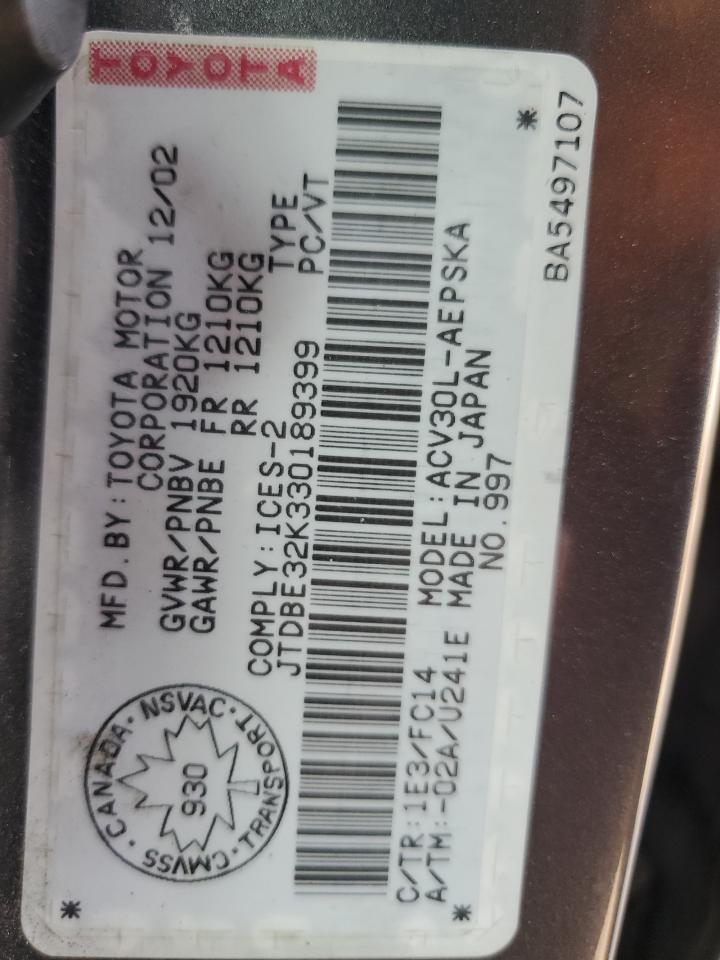 TOYOTA
MFD.BY:TOYOTA MOTOR
CORPORATION 12/02
GVWR/PNBV 1920KG
GAWR/PNBE FR 1210KG
RR 1210KG
COMPLY:ICES-2 TYPE
JTDBE32K330189399 PC/VT
CANADA · NSVAC · TRANSPORT · CMVSS ·
930
C/TR:1E3/FC14 MODEL:ACV30L-AEPSKA
A/TM:-02A/U241E MADE IN JAPAN
NO.997
BA5497107